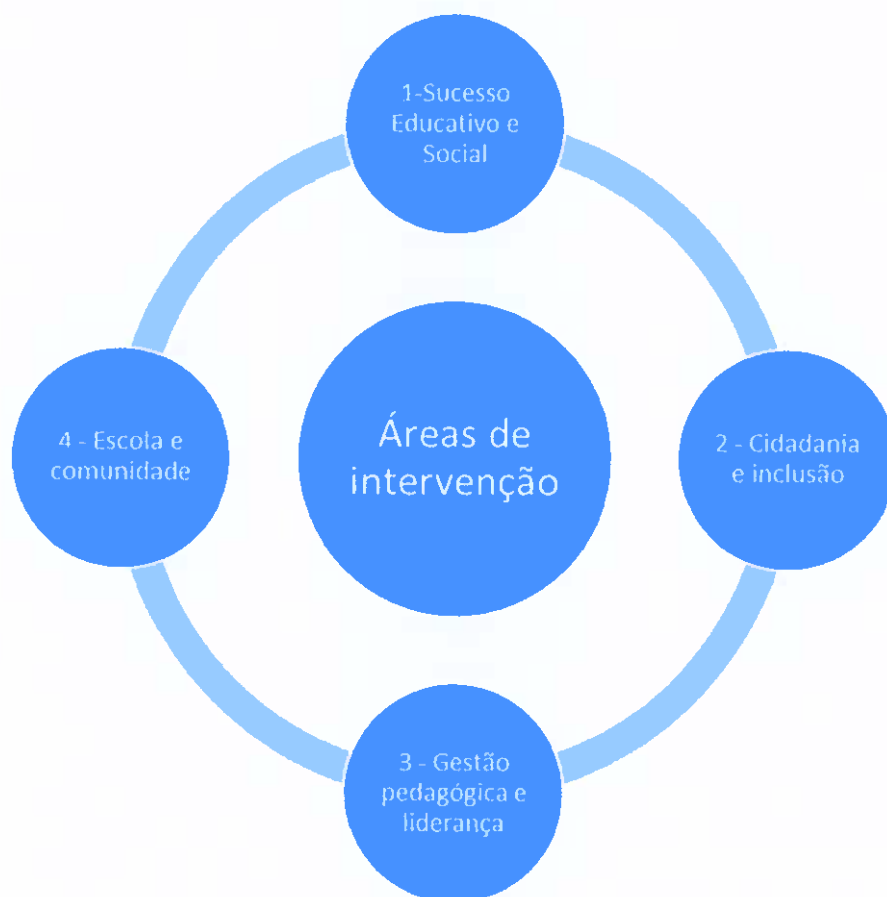 1-Sucesso
Educativo e
Social
Áreas de
intervenção
2 - Cidadania
e inclusão
3 - Gestão
pedagógica e
liderança
4 - Escola e
comunidade